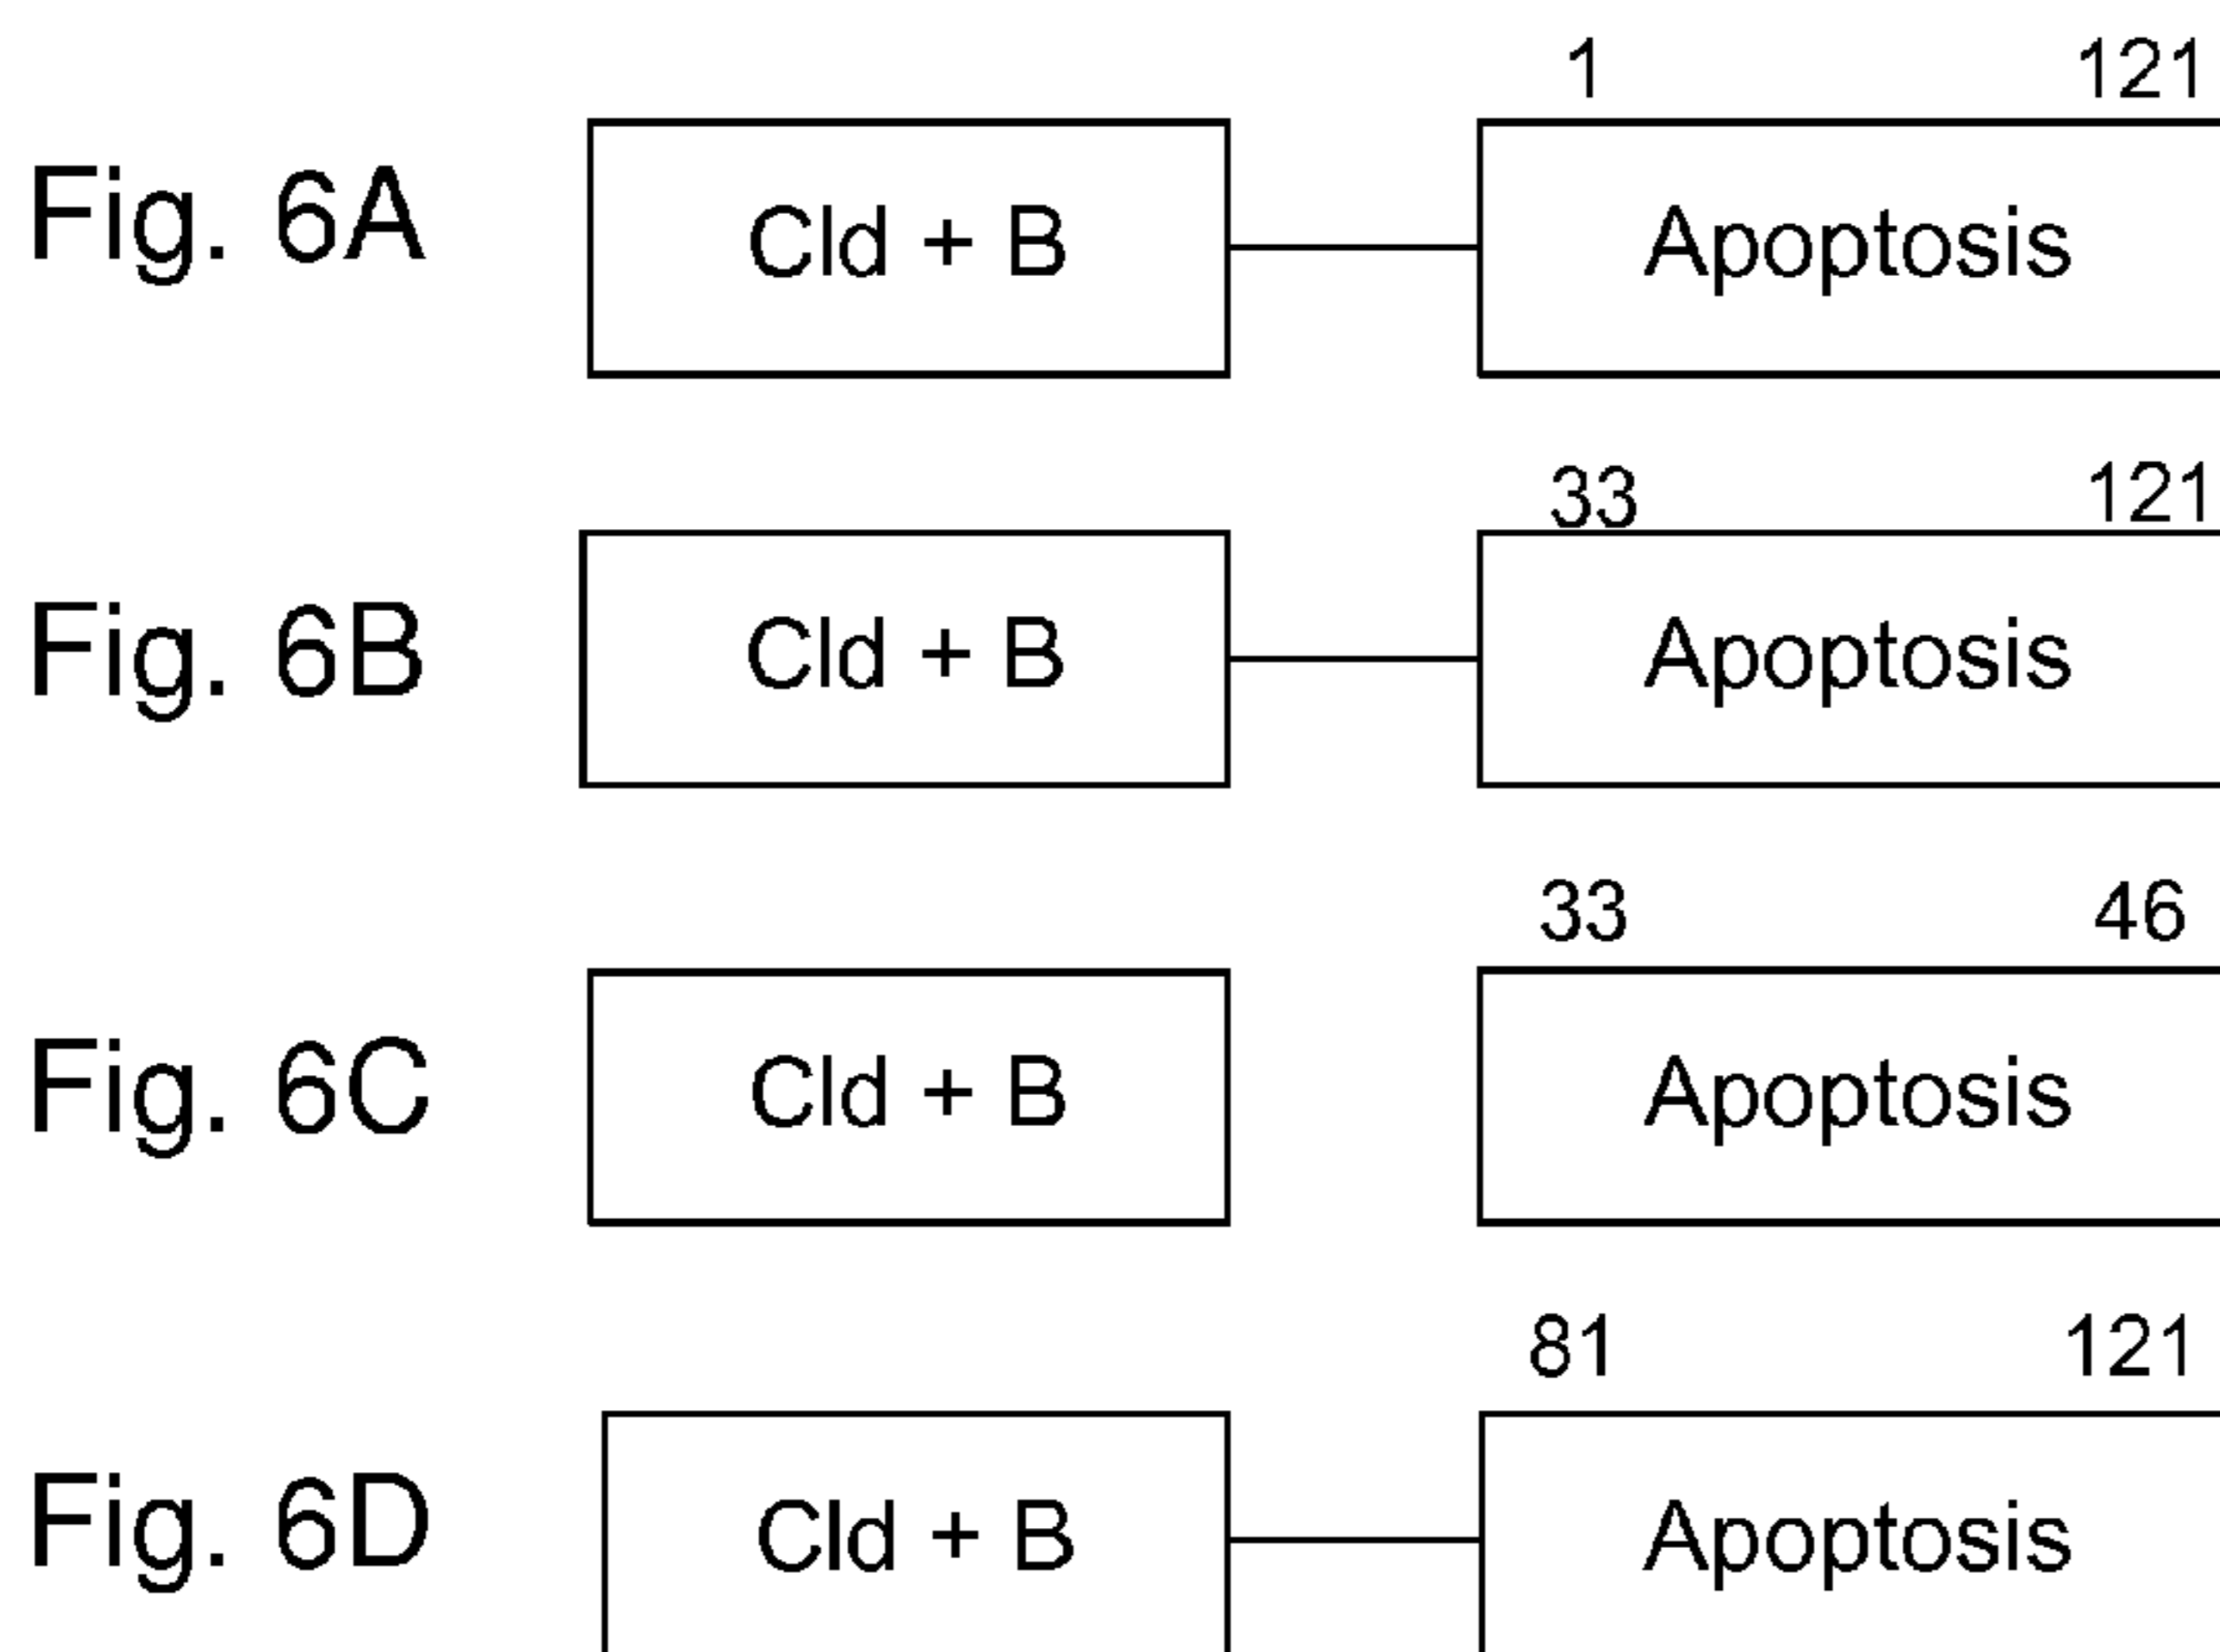 1 121
Fig. 6A Cld + B Apoptosis
33 121
Fig. 6B Cld + B Apoptosis
33 46
Fig. 6C Cld + B Apoptosis
81 121
Fig. 6D Cld + B Apoptosis